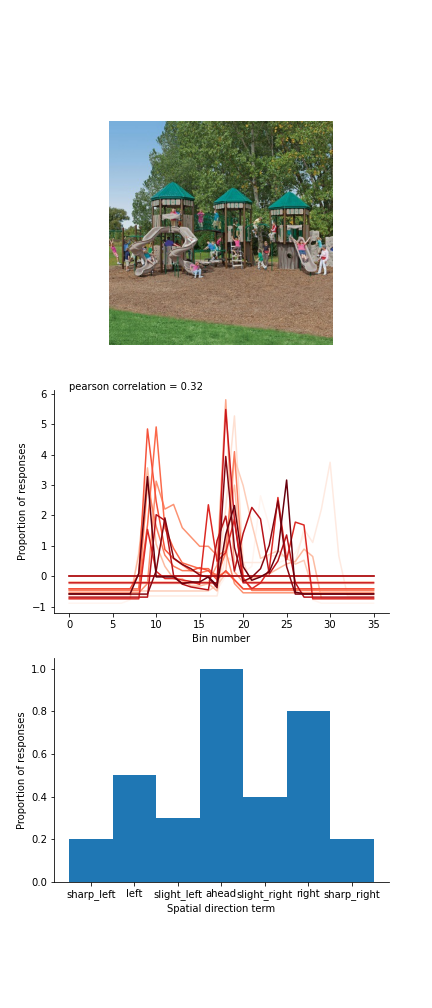 pearson correlation = 0.32
6
5
4
3
2
1
0
−1
Proportion of responses
0 5 10 15 20 25 30 35
Bin number
1.0
0.8
0.6
0.4
0.2
0.0
Proportion of responses
sharp_left left slight_left ahead slight_right right sharp_right
Spatial direction term